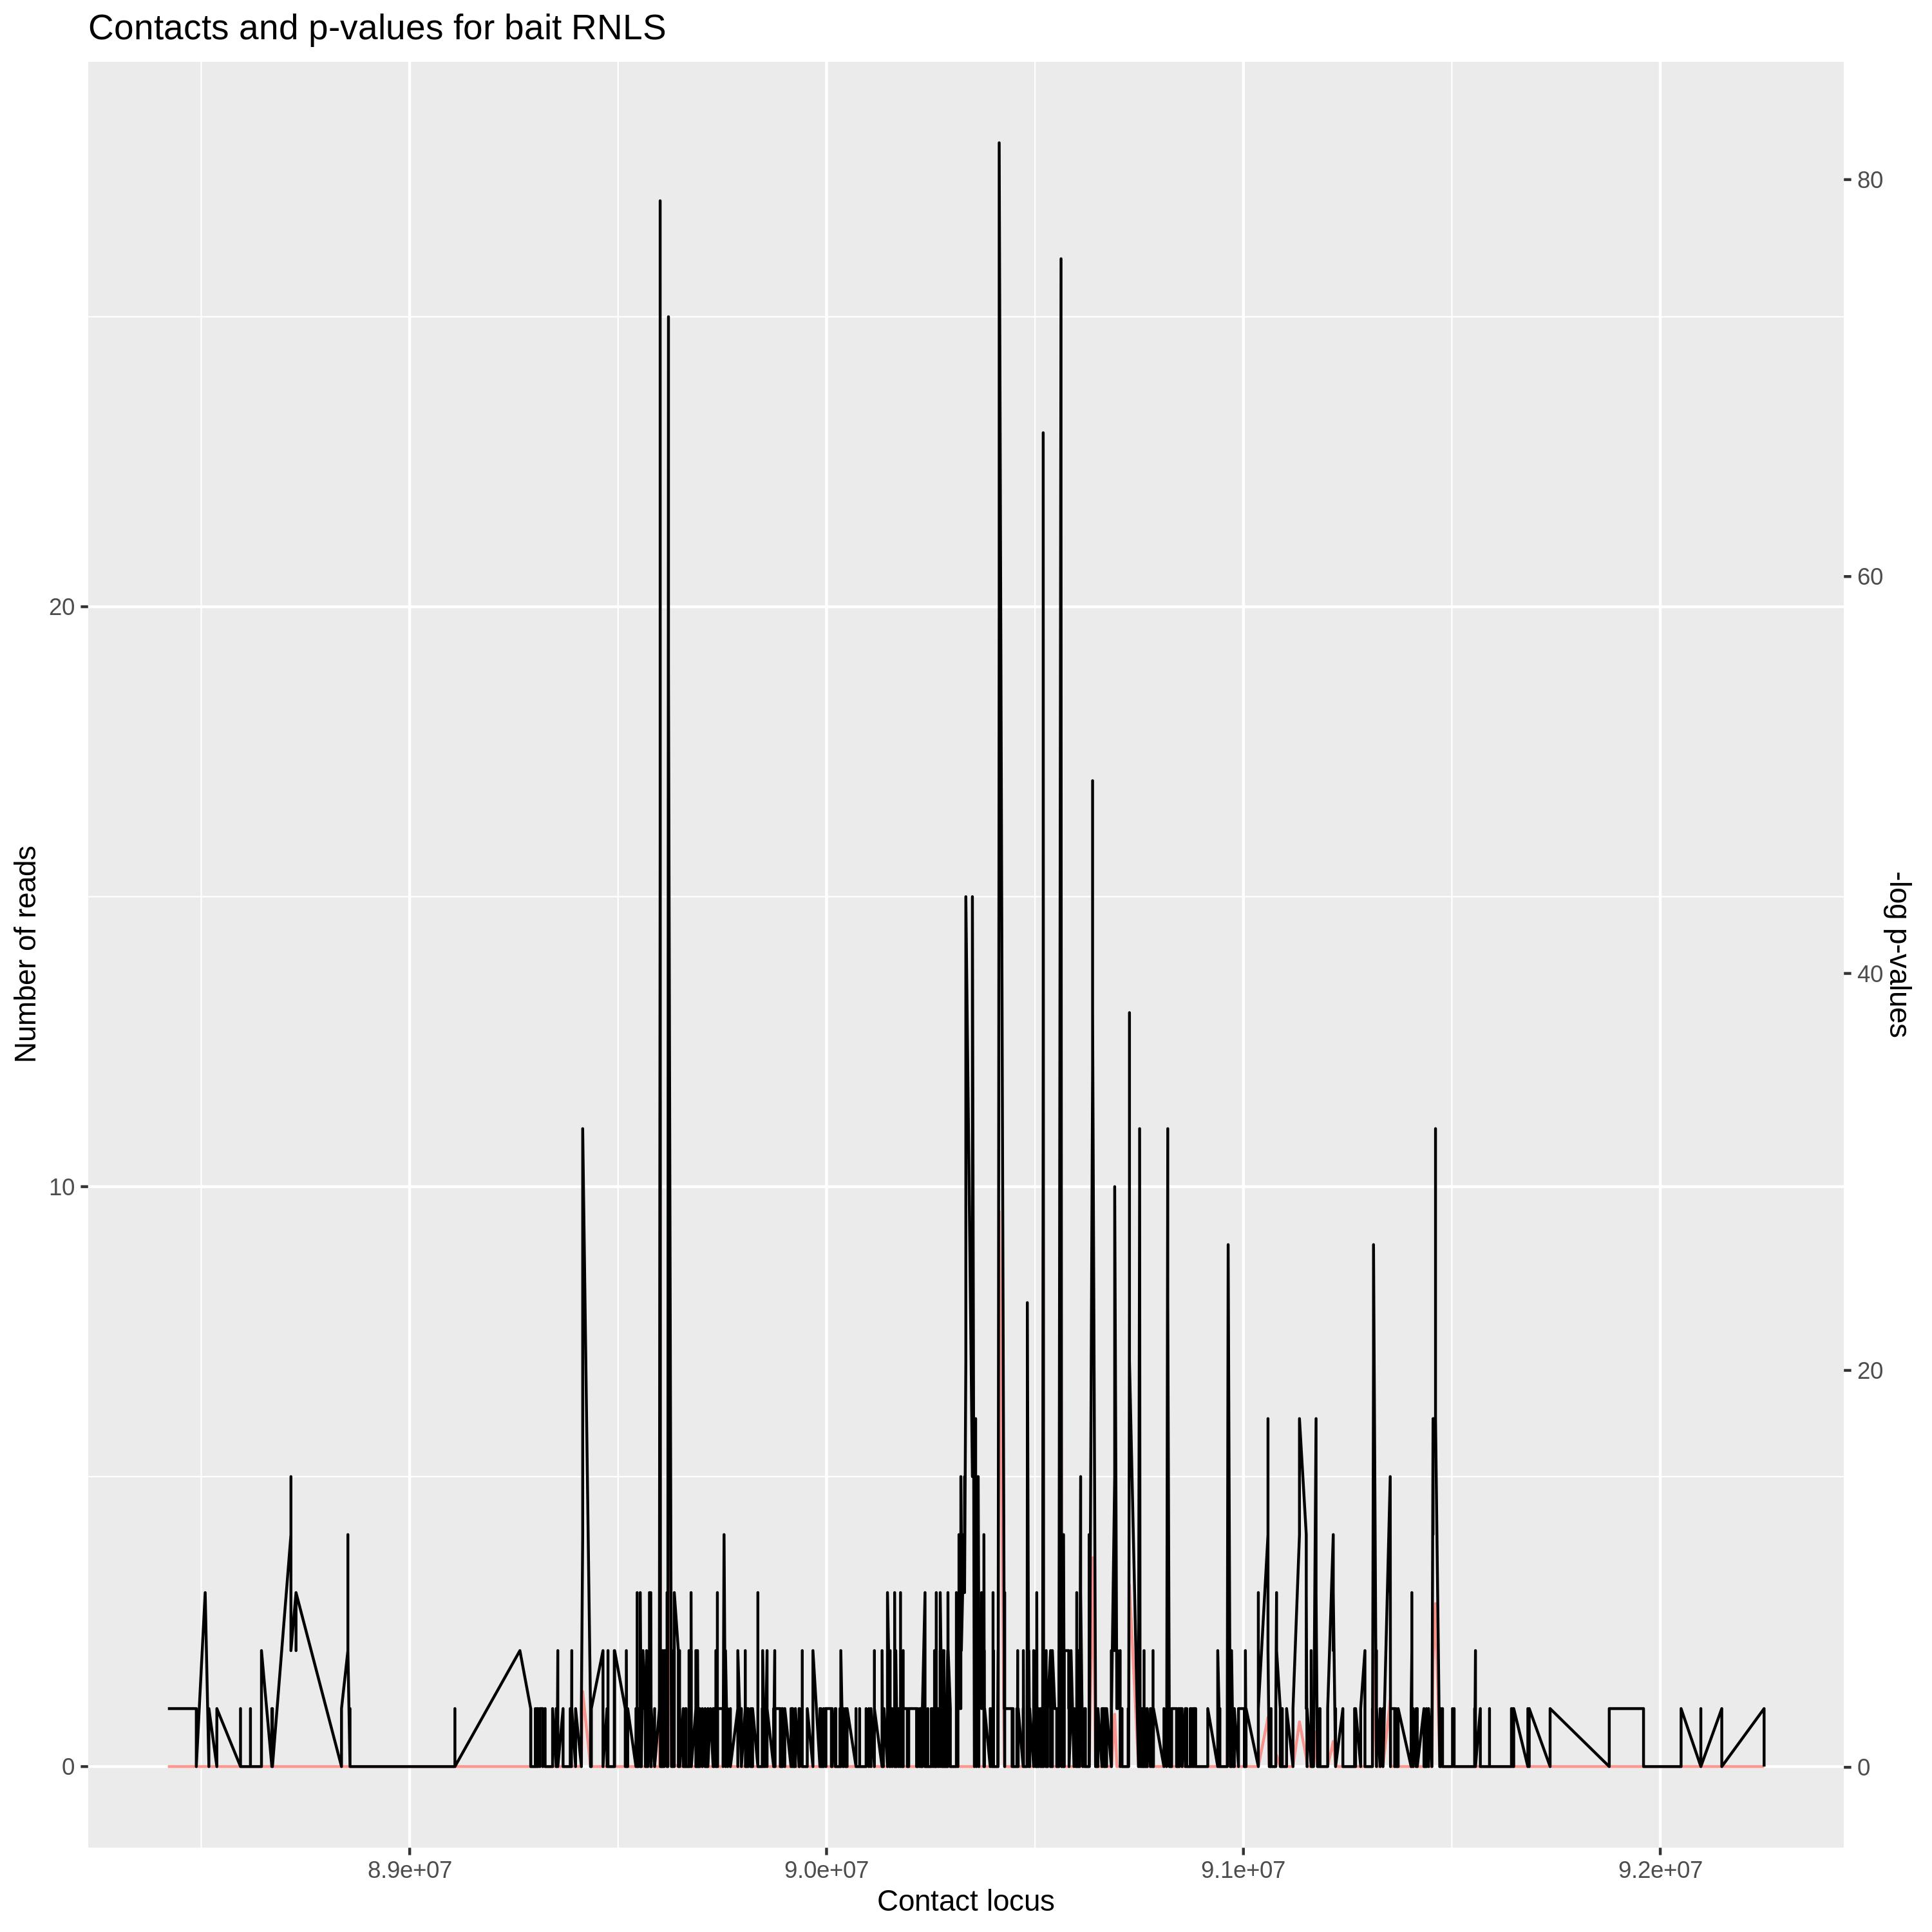 Contacts and p-values for bait RNLS
Number of reads
20
10
0
80
60
40
20
0
-log p-values
8.9e+07
9.0e+07
9.1e+07
9.2e+07
Contact locus